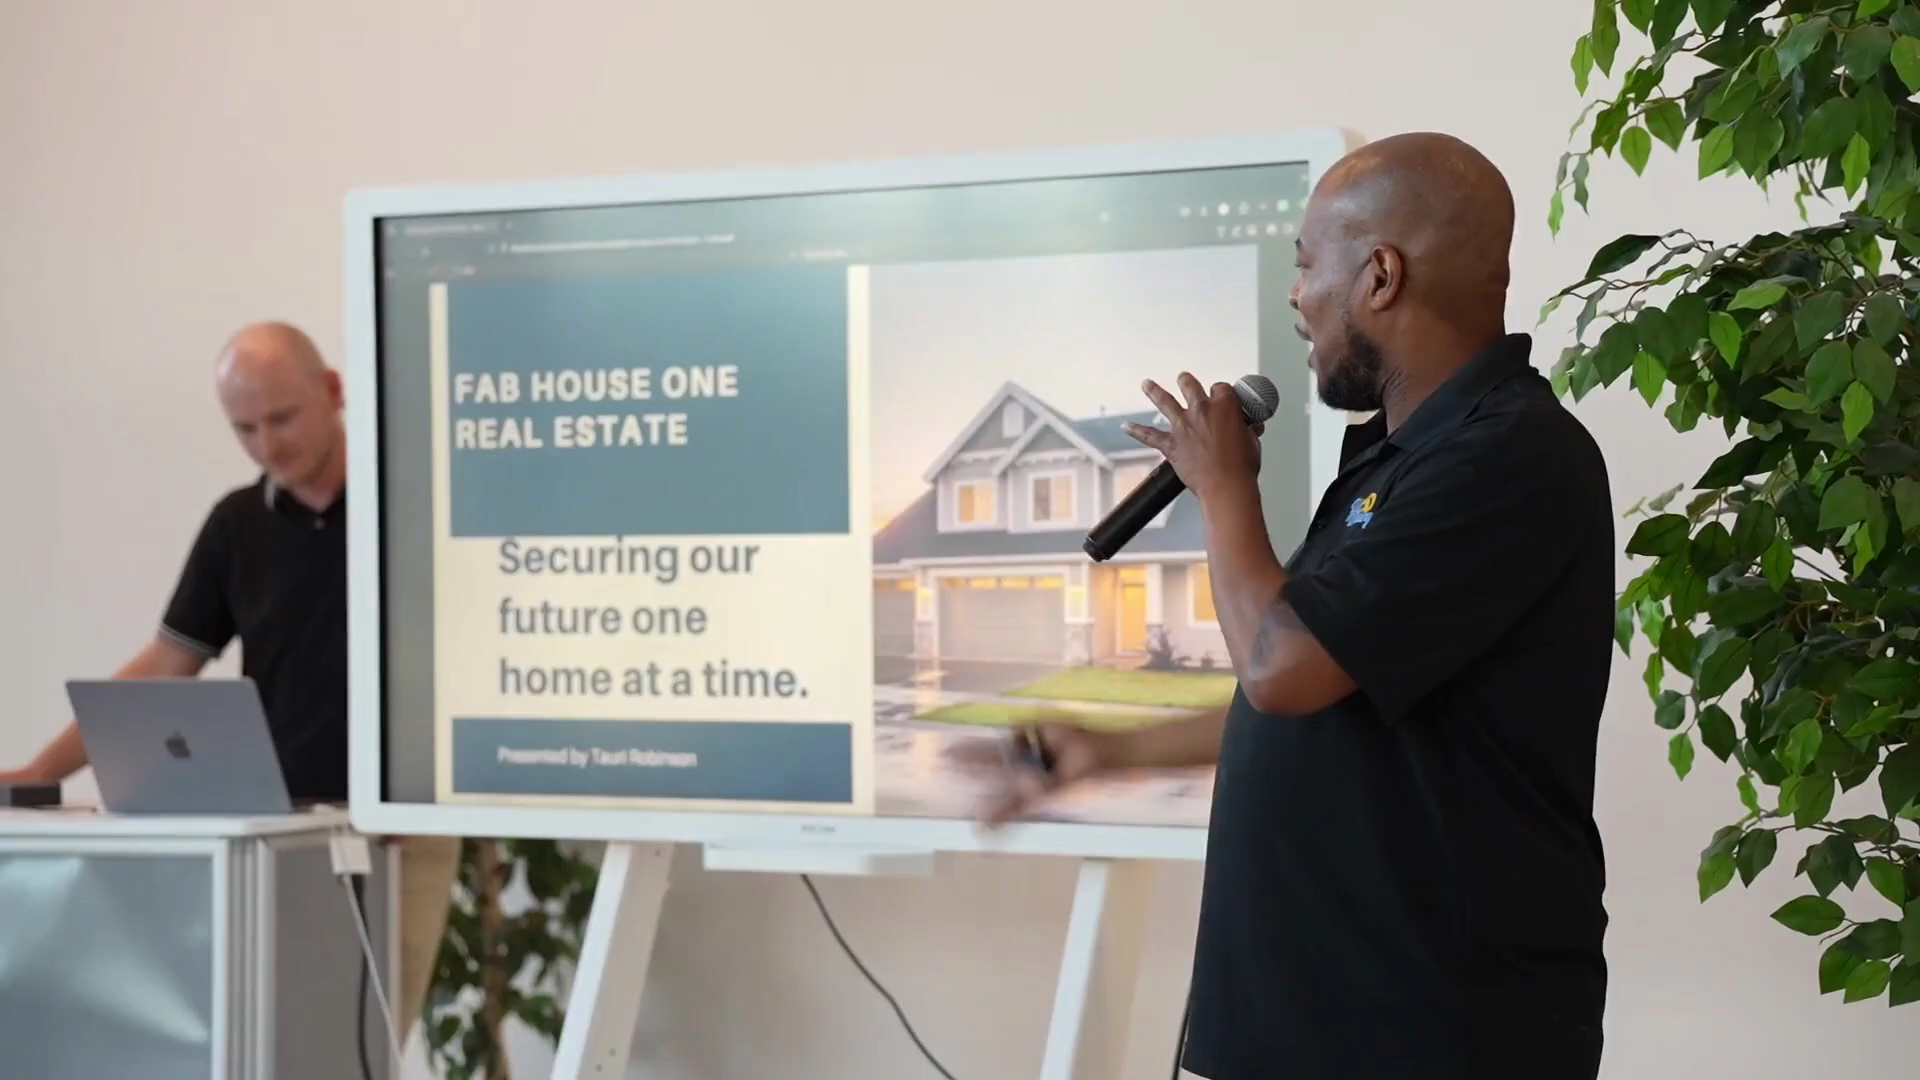 FAB HOUSE ONE
REAL ESTATE
Securing our
future one
home at a time.
Presented by Tauri Robinson